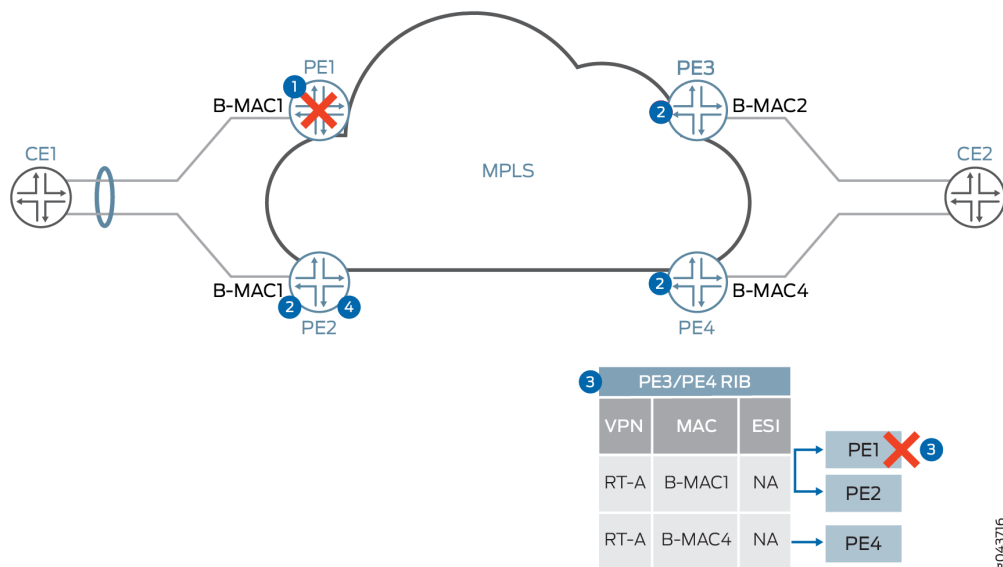 PE1
PE3
1
B-MAC1
2
B-MAC2
CE1
CE2
MPLS
B-MAC1
2
4
2
B-MAC4
PE2
PE4
3
PE3/PE4 RIB
VPN MAC ESI
PE1
3
RT-A B-MAC1 NA
PE2
RT-A B-MAC4 NA
PE4
g043716